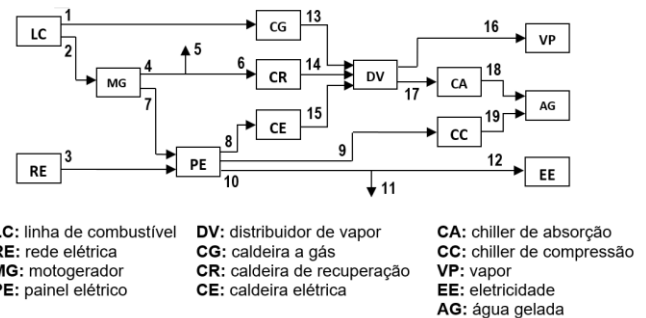 1 13 16
LC CG VP
2 5
4 6 14 18
MG CR DV CA
7 17 AG
15 19
8 CE CC
3 9
RE PE 12
10 11 EE
LC: linha de combustível DV: distribuidor de vapor CA: chiller de absorção
RE: rede elétrica CG: caldeira a gás CC: chiller de compressão
MG: motogerador CR: caldeira de recuperação VP: vapor
PE: painel elétrico CE: caldeira elétrica EE: eletricidade
AG: água gelada